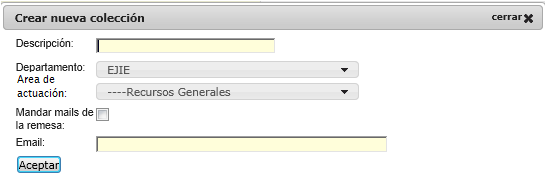 Crear nueva colección
cerrar
Descripción:
Departamento:
EJIE
Area de
actuación:
----Recursos Generales
Mandar mails de
la remesa:
Email:
Aceptar